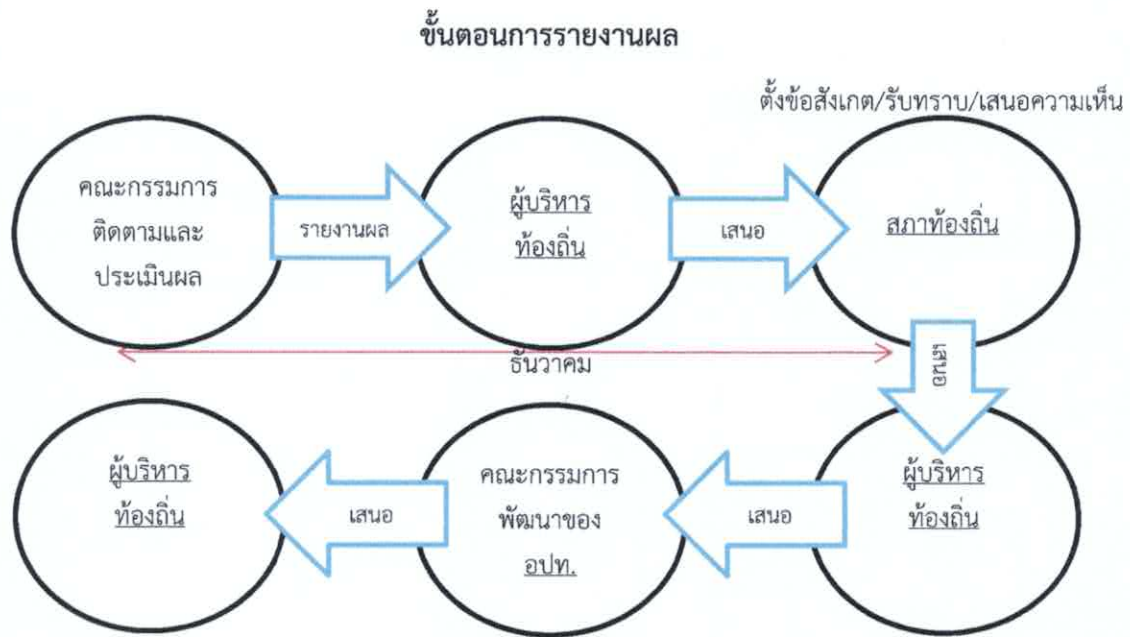 ขั้นตอนการรายงานผล
ตั้งข้อสังเกต/รับทราบ/เสนอความเห็น
คณะกรรมการ
ติดตามและ
ประเมินผล
รายงานผล
ผู้บริหาร
ท้องถิ่น
เสนอ
สภาท้องถิ่น
ธันวาคม
เสนอ
ผู้บริหาร
ท้องถิ่น
เสนอ
คณะกรรมการ
พัฒนาของ
อปท.
เสนอ
ผู้บริหาร
ท้องถิ่น